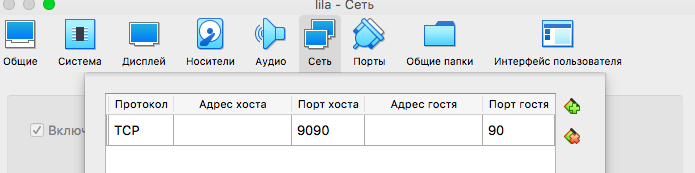 lila - Сеть
Общие Система Дисплей Носители Аудио Сеть Порты Общие папки Интерфейс пользователя
Протокол Адрес хоста Порт хоста Адрес гостя Порт гостя
Включ
TCP 9090 90